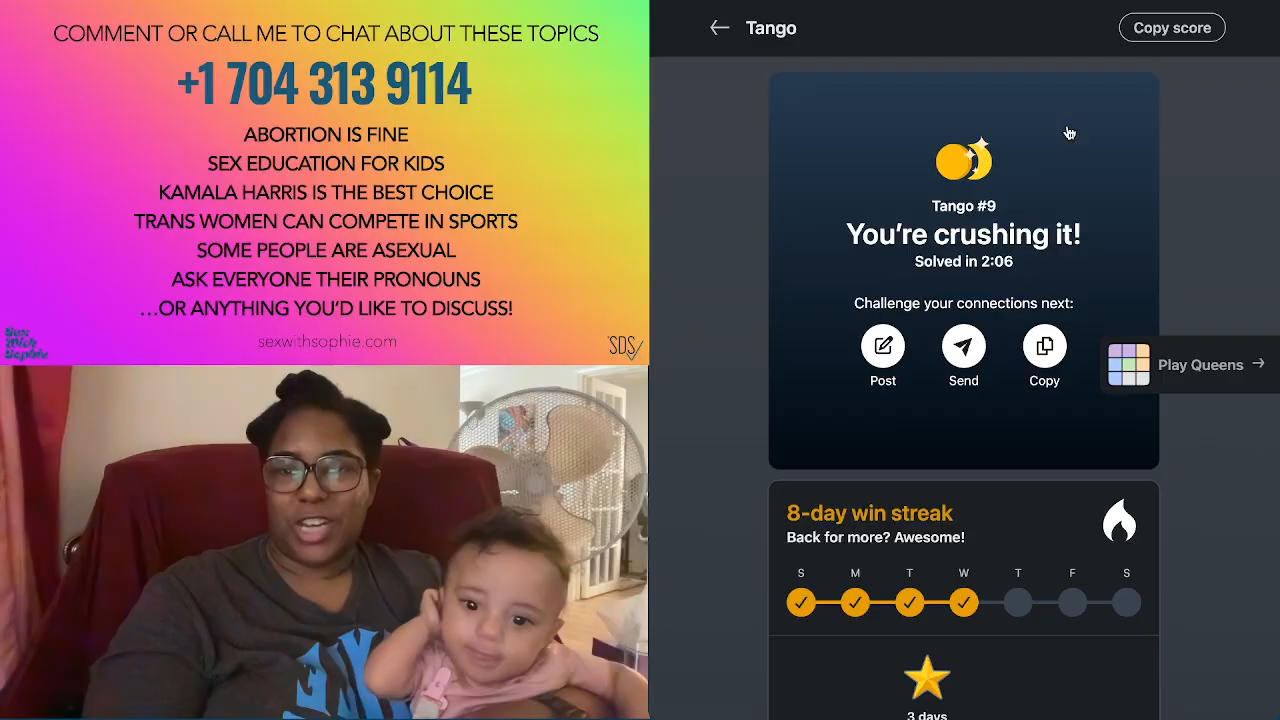 COMMENT OR CALL ME TO CHAT ABOUT THESE TOPICS
+1 704 313 9114
ABORTION IS FINE
SEX EDUCATION FOR KIDS
KAMALA HARRIS IS THE BEST CHOICE
TRANS WOMEN CAN COMPETE IN SPORTS
SOME PEOPLE ARE ASEXUAL
ASK EVERYONE THEIR PRONOUNS
...OR ANYTHING YOU'D LIKE TO DISCUSS!
sexwithsophie.com
Sex
With
Sophie
SDS
Tango
Copy score
Tango #9
You're crushing it!
Solved in 2:06
Challenge your connections next:
Post
Send
Copy
Play Queens
8-day win streak
Back for more? Awesome!
S M T W T F S
3 days